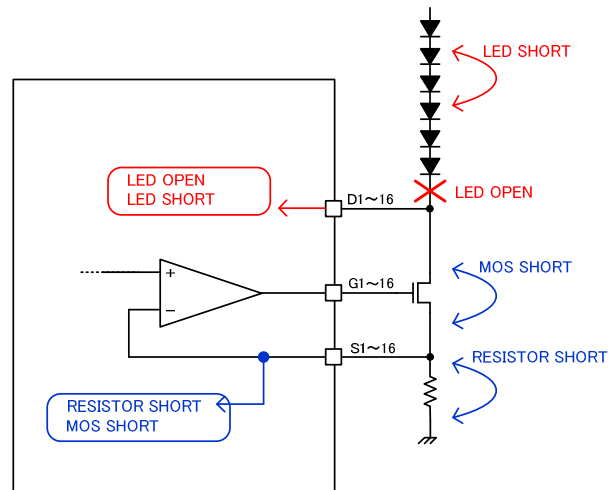 LED SHORT
LED OPEN
LED SHORT
D1~16
LED OPEN
+
−
G1~16
MOS SHORT
S1~16
RESISTOR SHORT
RESISTOR SHORT
MOS SHORT